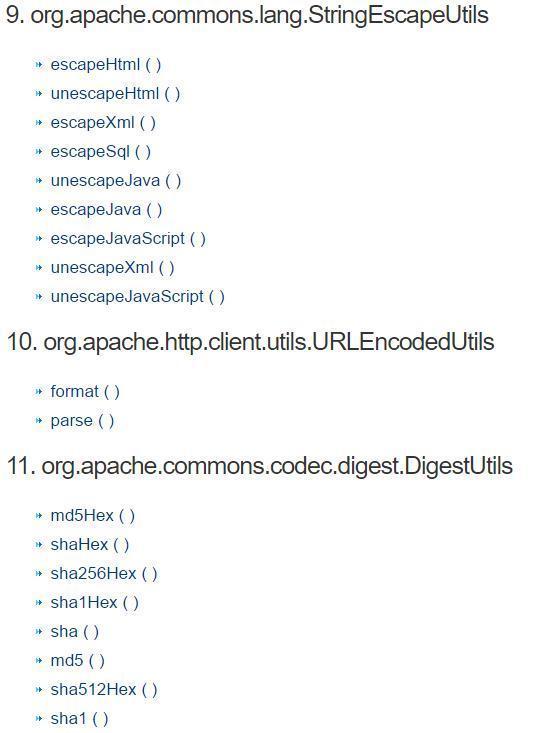 9. org.apache.commons.lang.StringEscapeUtils
escapeHtml ( )
unescapeHtml ( )
escapeXml ( )
escapeSql ( )
unescapeJava ( )
escapeJava ( )
escapeJavaScript ( )
unescapeXml ( )
unescapeJavaScript ( )
10. org.apache.http.client.utils.URLEncodedUtils
format ( )
parse ( )
11. org.apache.commons.codec.digest.DigestUtils
md5Hex ( )
shaHex ( )
sha256Hex ( )
sha1Hex ( )
sha ( )
md5 ( )
sha512Hex ( )
sha1 ( )